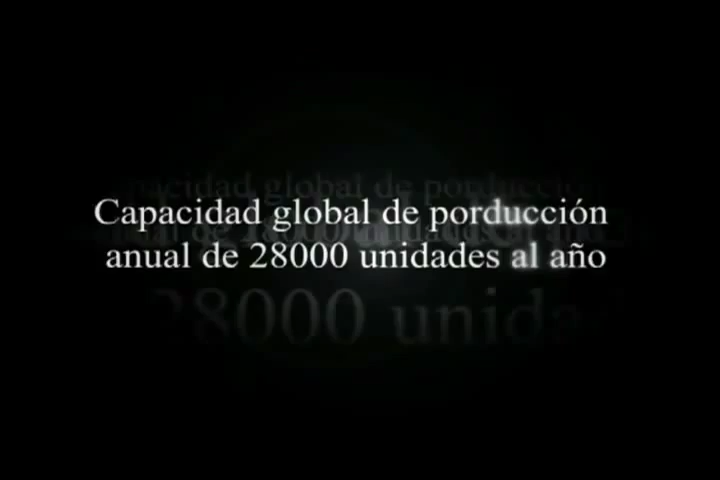 Capacidad global de porducción
anual de 28000 unidades al año